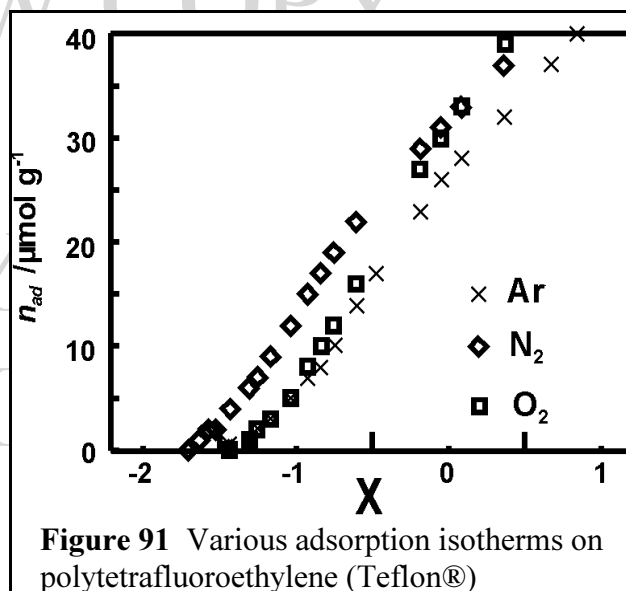 40
30
20
10
0
n_ad /μmol g⁻¹
Ar
N₂
O₂
-2 -1 0 1
X
Figure 91 Various adsorption isotherms on
polytetrafluoroethylene (Teflon®)